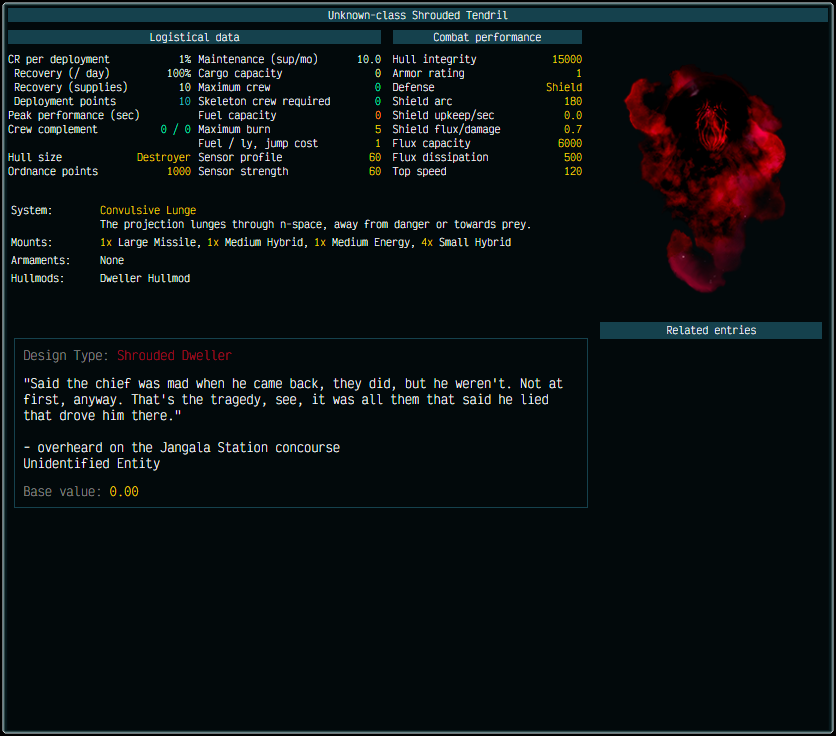 Unknown-class Shrouded Tendril
Logistical data
CR per deployment 1% Maintenance (sup/mo) 10.0
Recovery (/ day) 100% Cargo capacity 0
Recovery (supplies) 10 Maximum crew 0
Deployment points 10 Skeleton crew required 0
Peak performance (sec) Fuel capacity 0
Crew complement 0 / 0 Maximum burn 5
Fuel / ly, jump cost 1
Hull size Destroyer Sensor profile 60
Ordnance points 1000 Sensor strength 60
Combat performance
Hull integrity 15000
Armor rating 1
Defense Shield
Shield arc 180
Shield upkeep/sec 0.0
Shield flux/damage 0.7
Flux capacity 6000
Flux dissipation 500
Top speed 120
System: Convulsive Lunge
The projection lunges through n-space, away from danger or towards prey.
Mounts: 1x Large Missile, 1x Medium Hybrid, 1x Medium Energy, 4x Small Hybrid
Armaments: None
Hullmods: Dweller Hullmod
Related entries
Design Type: Shrouded Dweller
"Said the chief was mad when he came back, they did, but he weren't. Not at
first, anyway. That's the tragedy, see, it was all them that said he lied
that drove him there."
- overheard on the Jangala Station concourse
Unidentified Entity
Base value: 0.00